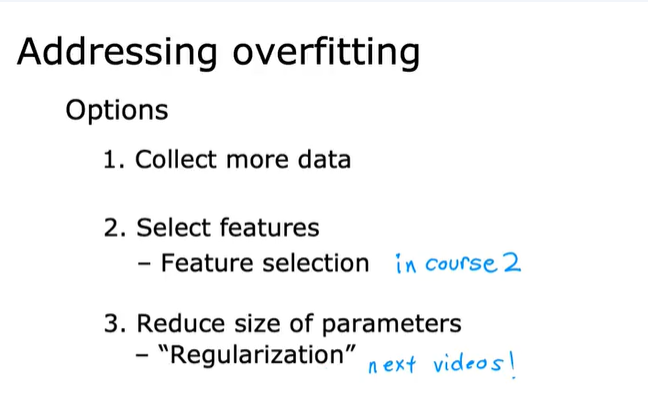 Addressing overfitting
Options
1. Collect more data
2. Select features
– Feature selection in course 2
3. Reduce size of parameters
– “Regularization” next videos!